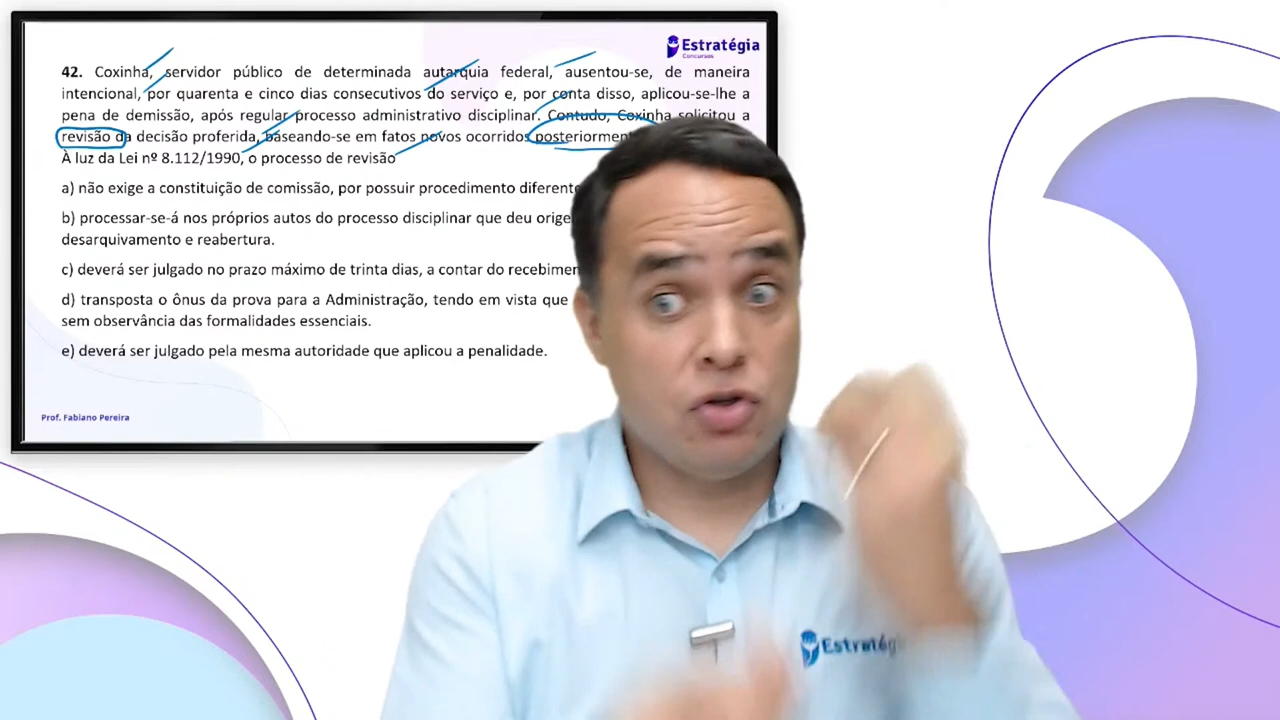 Estratégia
Concursos
42. Coxinha, servidor público de determinada autarquia federal, ausentou-se, de maneira
intencional, por quarenta e cinco dias consecutivos do serviço e, por conta disso, aplicou-se-lhe a
pena de demissão, após regular processo administrativo disciplinar. Contudo, Coxinha solicitou a
revisão da decisão proferida, baseando-se em fatos novos ocorridos
À luz da Lei nº 8.112/1990, o processo de revisão
a) não exige a constituição de comissão, por possuir procedimento
b) processar-se-á nos próprios autos do processo disciplinar que deu
desarquivamento e reabertura.
c) deverá ser julgado no prazo máximo de trinta dias, a contar do
d) transposta o ônus da prova para a Administração, tendo em vista que
sem observância das formalidades essenciais.
e) deverá ser julgado pela mesma autoridade que aplicou a penalidade.
Prof. Fabiano Pereira